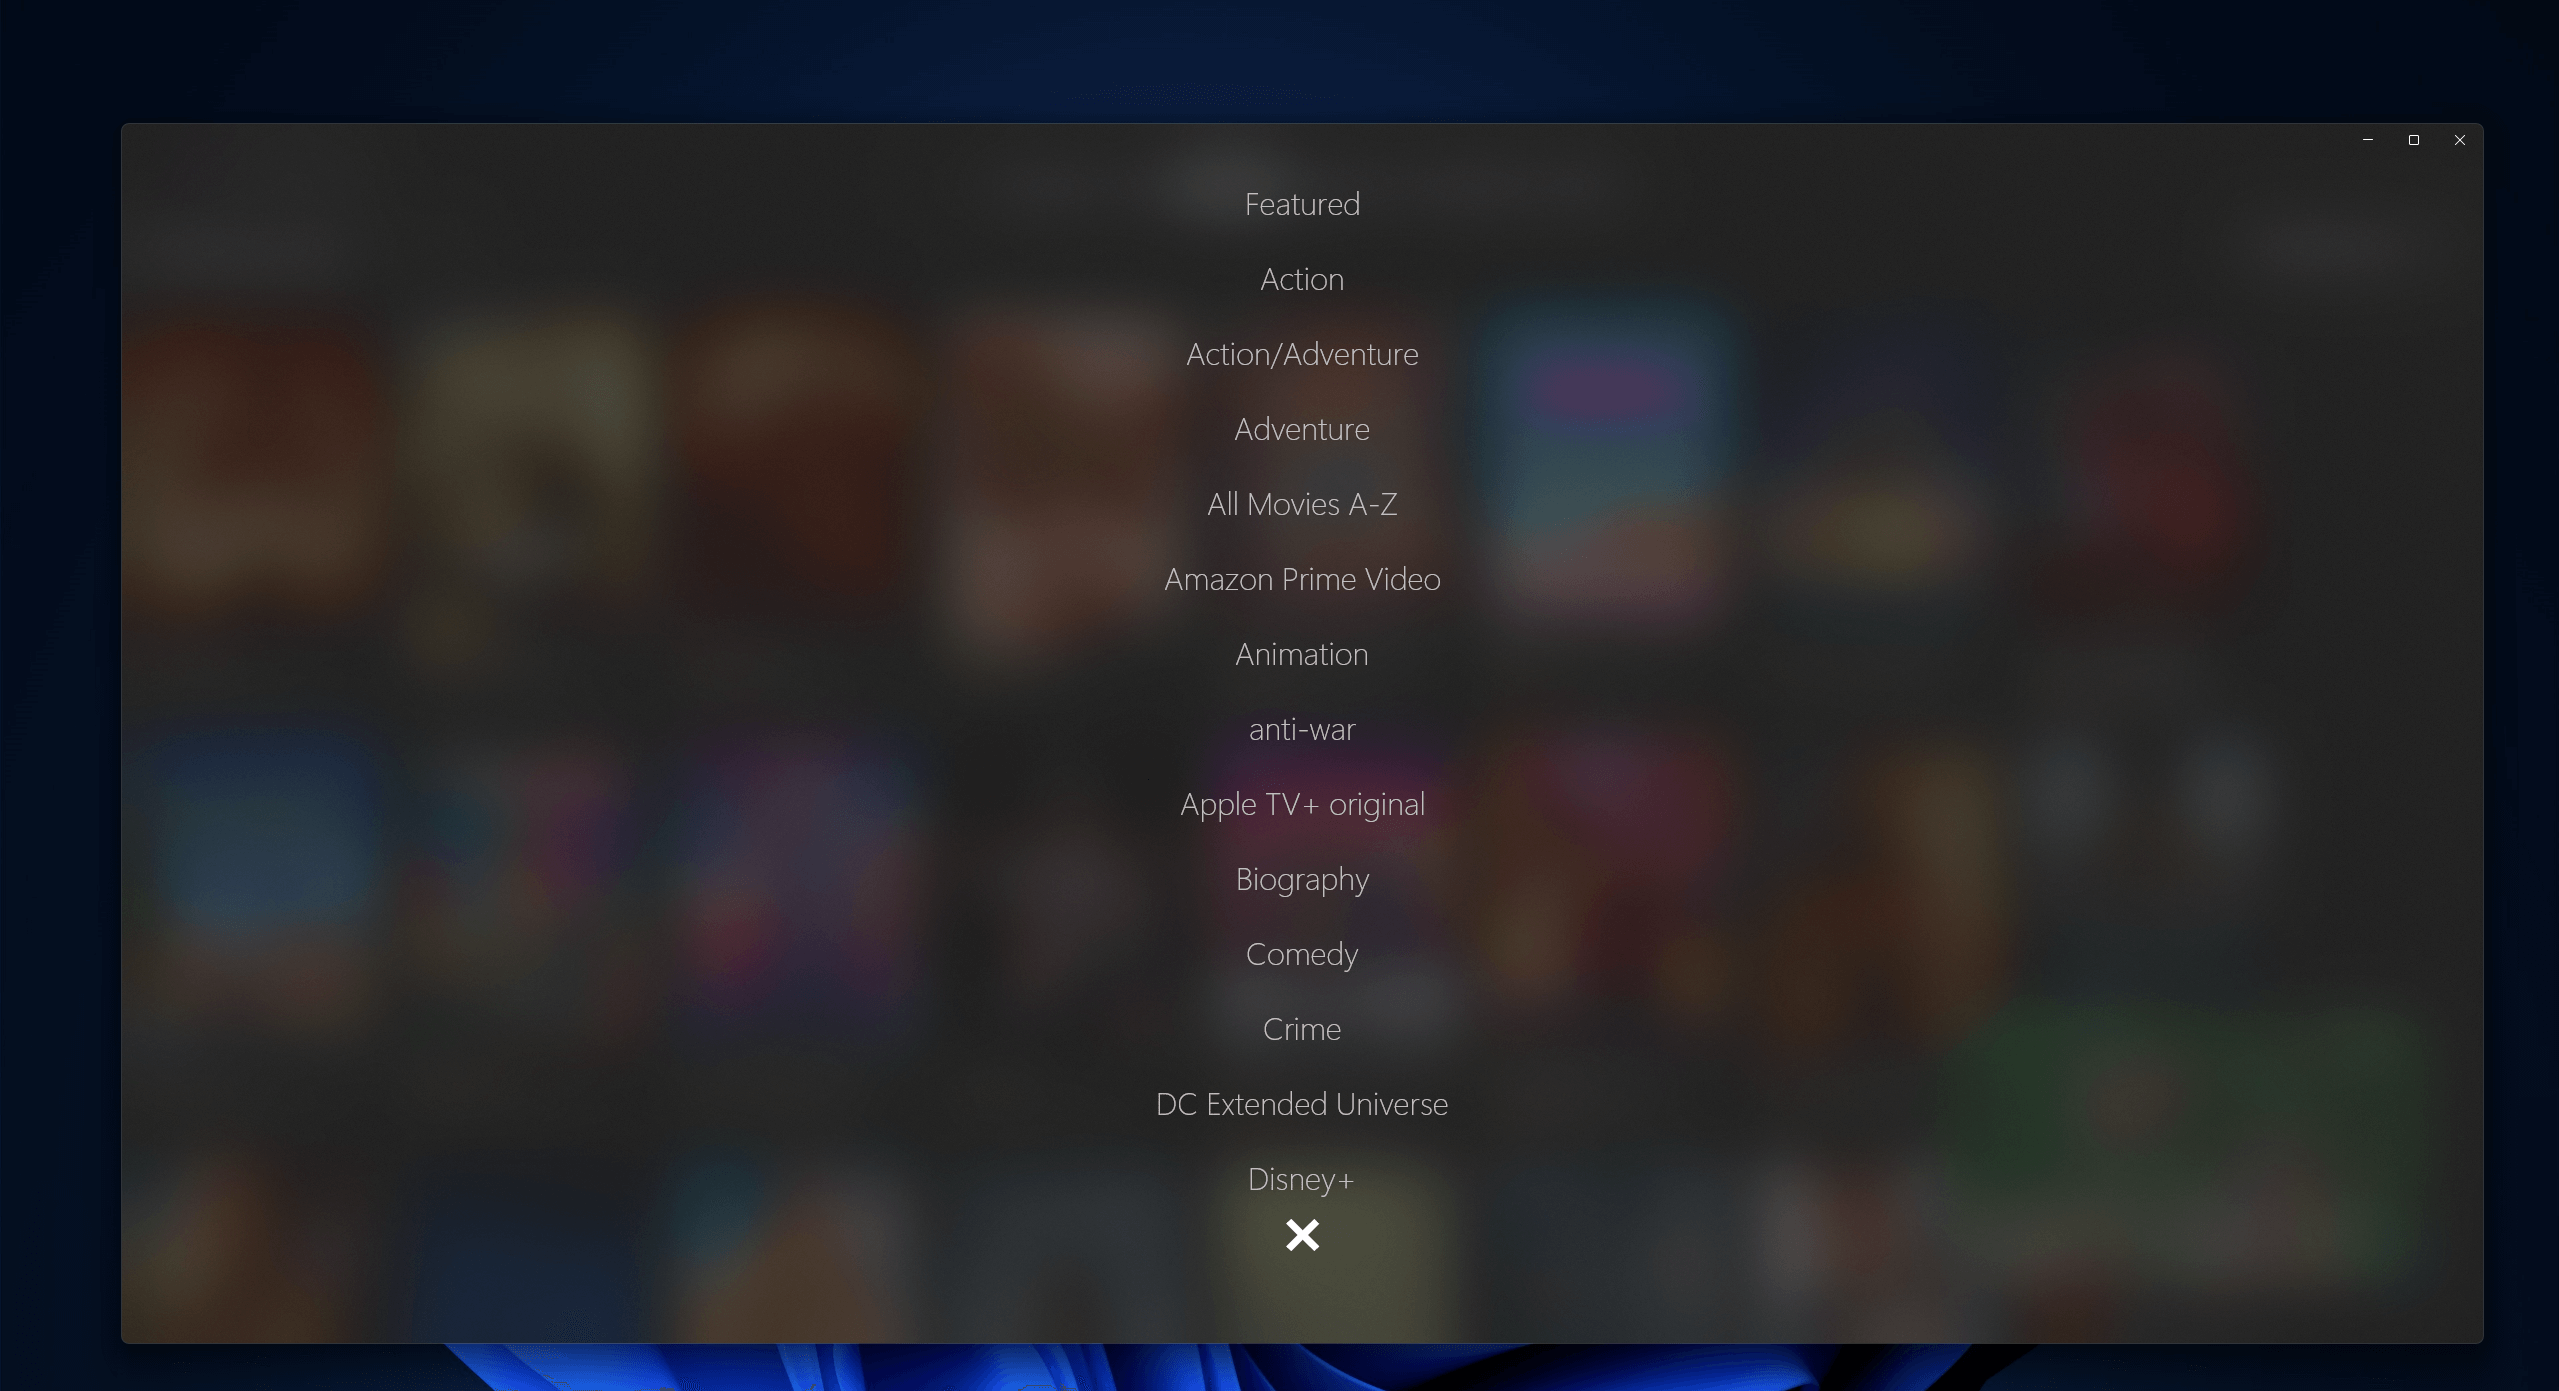 Featured
Action
Action/Adventure
Adventure
All Movies A-Z
Amazon Prime Video
Animation
anti-war
Apple TV+ original
Biography
Comedy
Crime
DC Extended Universe
Disney+